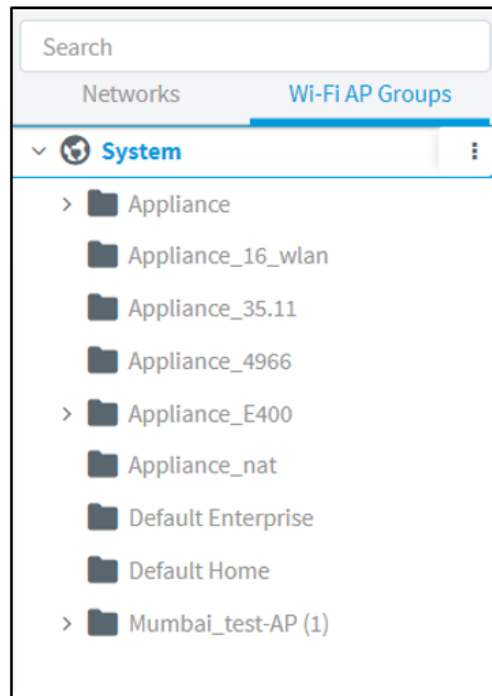 Search
Networks Wi-Fi AP Groups
System
Appliance
Appliance_16_wlan
Appliance_35.11
Appliance_4966
Appliance_E400
Appliance_nat
Default Enterprise
Default Home
Mumbai_test-AP (1)